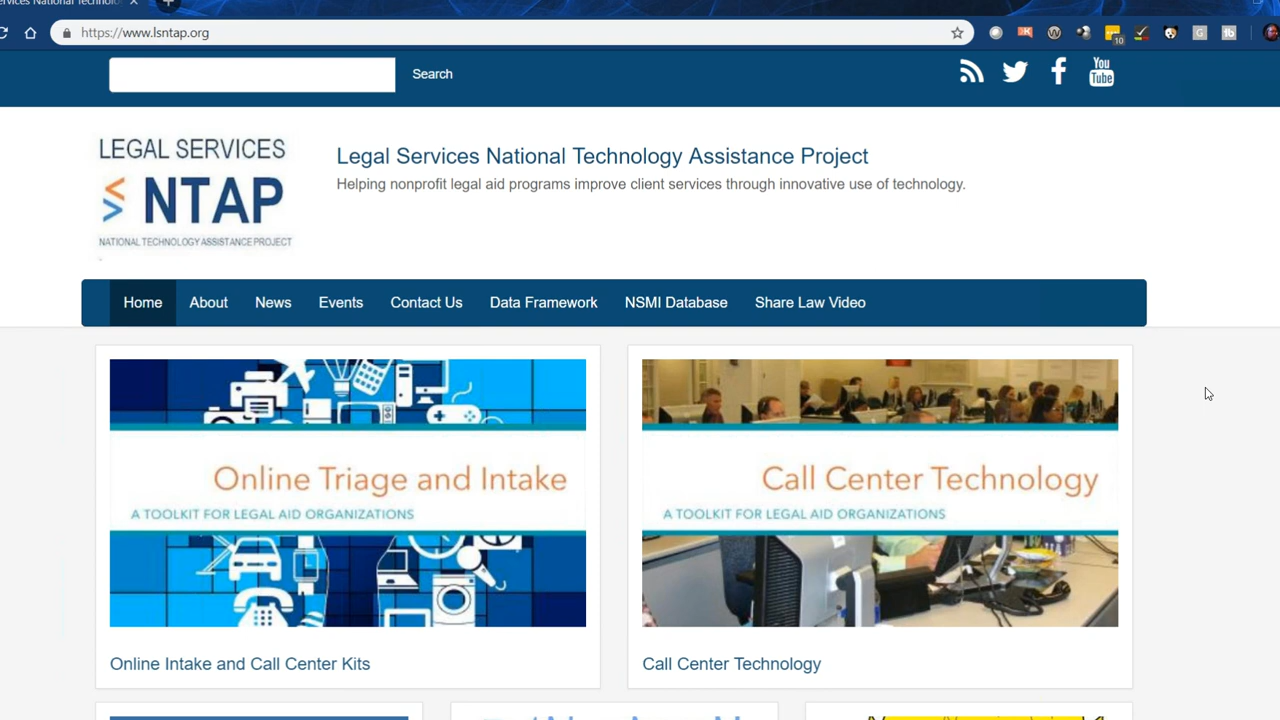 https://www.lsntap.org
10
Search
You
Tube
LEGAL SERVICES
NTAP
NATIONAL TECHNOLOGY ASSISTANCE PROJECT
Legal Services National Technology Assistance Project
Helping nonprofit legal aid programs improve client services through innovative use of technology.
Home About News Events Contact Us Data Framework NSMI Database Share Law Video
Online Triage and Intake
A TOOLKIT FOR LEGAL AID ORGANIZATIONS
Call Center Technology
A TOOLKIT FOR LEGAL AID ORGANIZATIONS
Online Intake and Call Center Kits
Call Center Technology